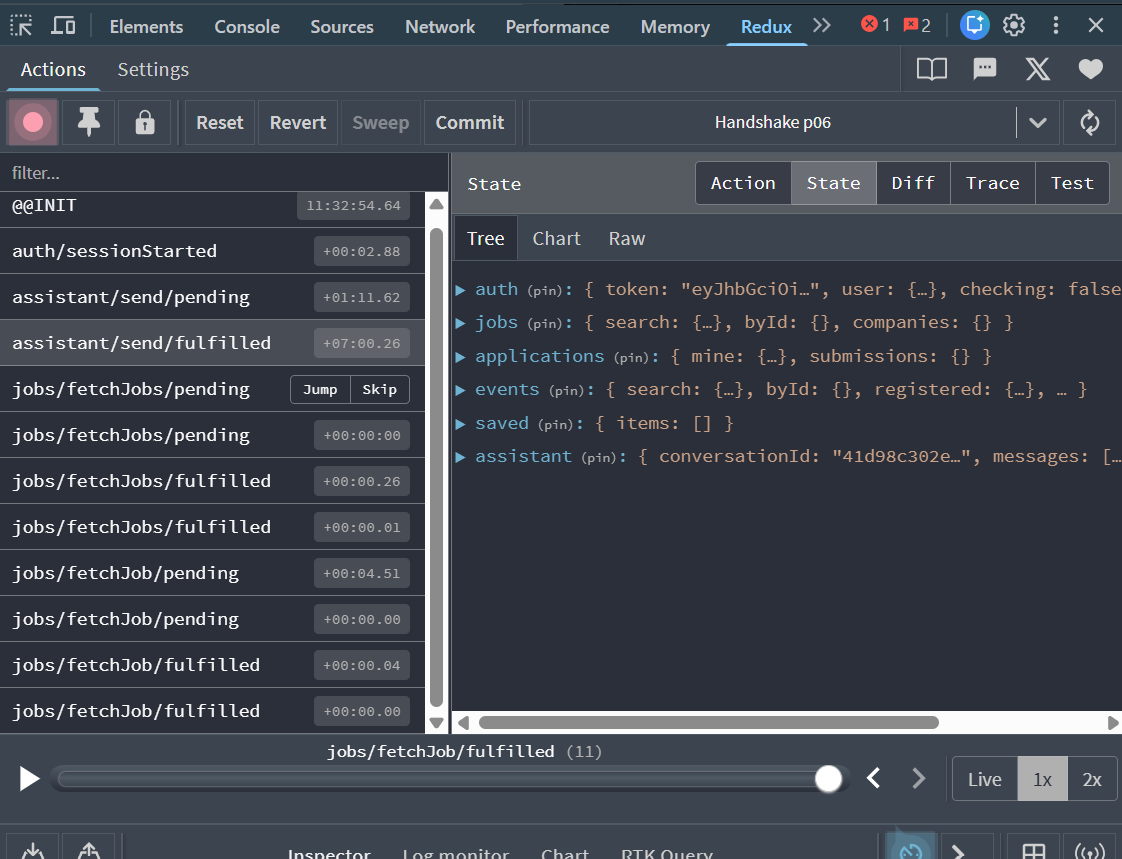 Elements Console Sources Network Performance Memory Redux 1 2
Actions Settings
Reset Revert Sweep Commit Handshake p06
filter...
@@INIT 11:32:54.64
auth/sessionStarted +00:02.88
assistant/send/pending +01:11.62
assistant/send/fulfilled +07:00.26
jobs/fetchJobs/pending Jump Skip
jobs/fetchJobs/pending +00:00:00
jobs/fetchJobs/fulfilled +00:00.26
jobs/fetchJobs/fulfilled +00:00.01
jobs/fetchJob/pending +00:04.51
jobs/fetchJob/pending +00:00.00
jobs/fetchJob/fulfilled +00:00.04
jobs/fetchJob/fulfilled +00:00.00
State Action State Diff Trace Test
Tree Chart Raw
auth (pin): { token: "eyJhbGciOi…", user: {…}, checking: false
jobs (pin): { search: {…}, byId: {}, companies: {} }
applications (pin): { mine: {…}, submissions: {} }
events (pin): { search: {…}, byId: {}, registered: {…}, … }
saved (pin): { items: [] }
assistant (pin): { conversationId: "41d98c302e…", messages: […
jobs/fetchJob/fulfilled (11)
Live 1x 2x
Inspector Log monitor Chart RTK Query